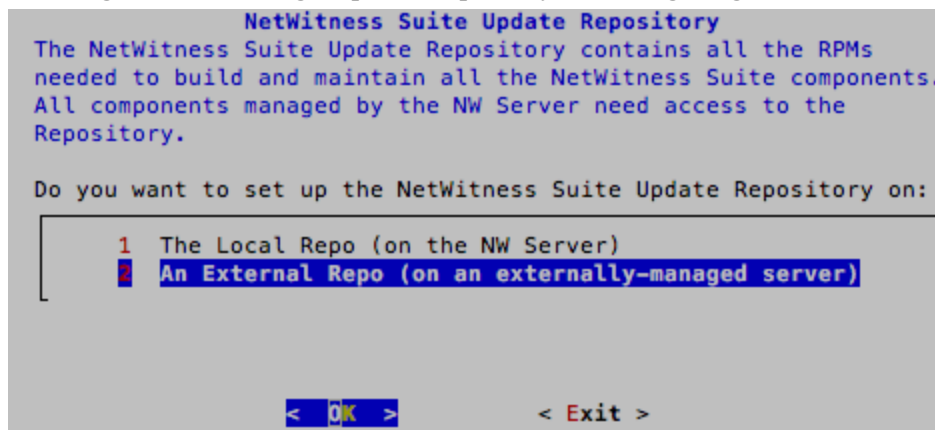 NetWitness Suite Update Repository
The NetWitness Suite Update Repository contains all the RPMs
needed to build and maintain all the NetWitness Suite components.
All components managed by the NW Server need access to the
Repository.
Do you want to set up the NetWitness Suite Update Repository on:
1 The Local Repo (on the NW Server)
2 An External Repo (on an externally-managed server)
< OK > < Exit >